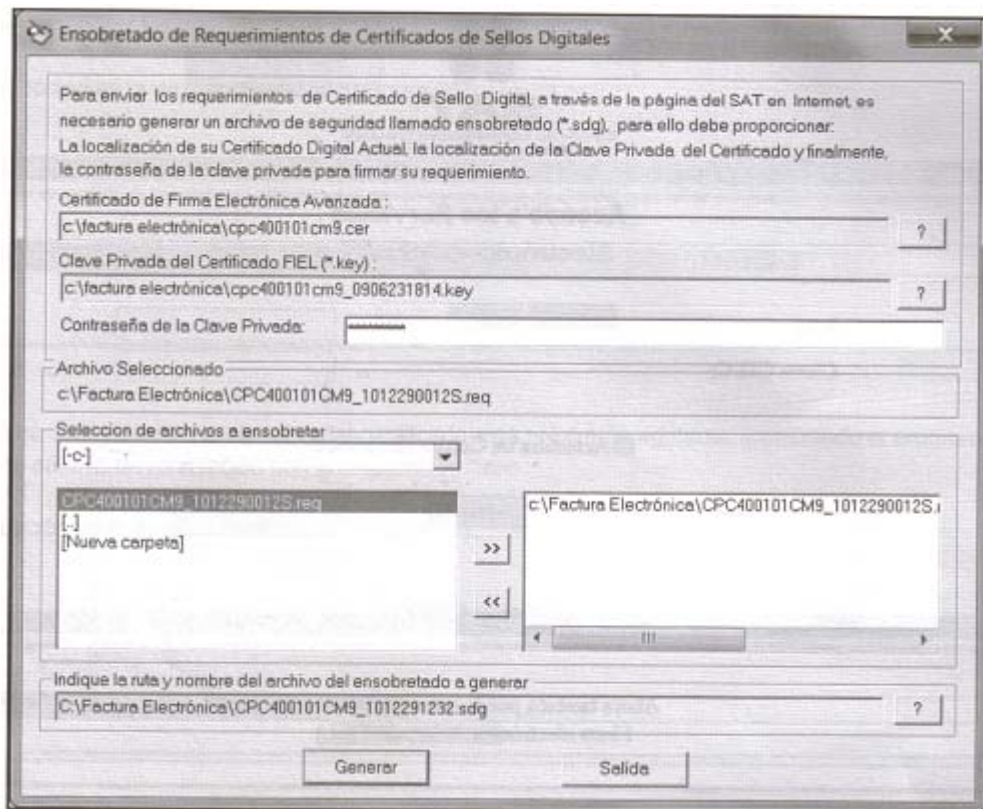 Ensobretado de Requerimientos de Certificados de Sellos Digitales
Para enviar los requerimientos de Certificado de Sello Digital, a través de la página del SAT en Internet, es
necesario generar un archivo de seguridad llamado ensobretado (*.sdg), para ello debe proporcionar:
La localización de su Certificado Digital Actual, la localización de la Clave Privada del Certificado y finalmente,
la contraseña de la clave privada para firmar su requerimiento.
Certificado de Firma Electrónica Avanzada :
c:\factura electrónica\cpc400101cm9.cer
?
Clave Privada del Certificado FIEL (*.key) :
c:\factura electrónica\cpc400101cm9_0906231814.key
?
Contraseña de la Clave Privada:
Archivo Seleccionado
c:\Factura Electrónica\CPC400101CM9_1012290012S.req
Seleccion de archivos a ensobretar
[-c-]
CPC400101CM9_1012290012S.req
[..]
[Nueva carpeta]
>>
<<
c:\Factura Electrónica\CPC400101CM9_1012290012S.r
Indique la ruta y nombre del archivo del ensobretado a generar
C:\Factura Electrónica\CPC400101CM9_1012291232.sdg
?
Generar
Salida